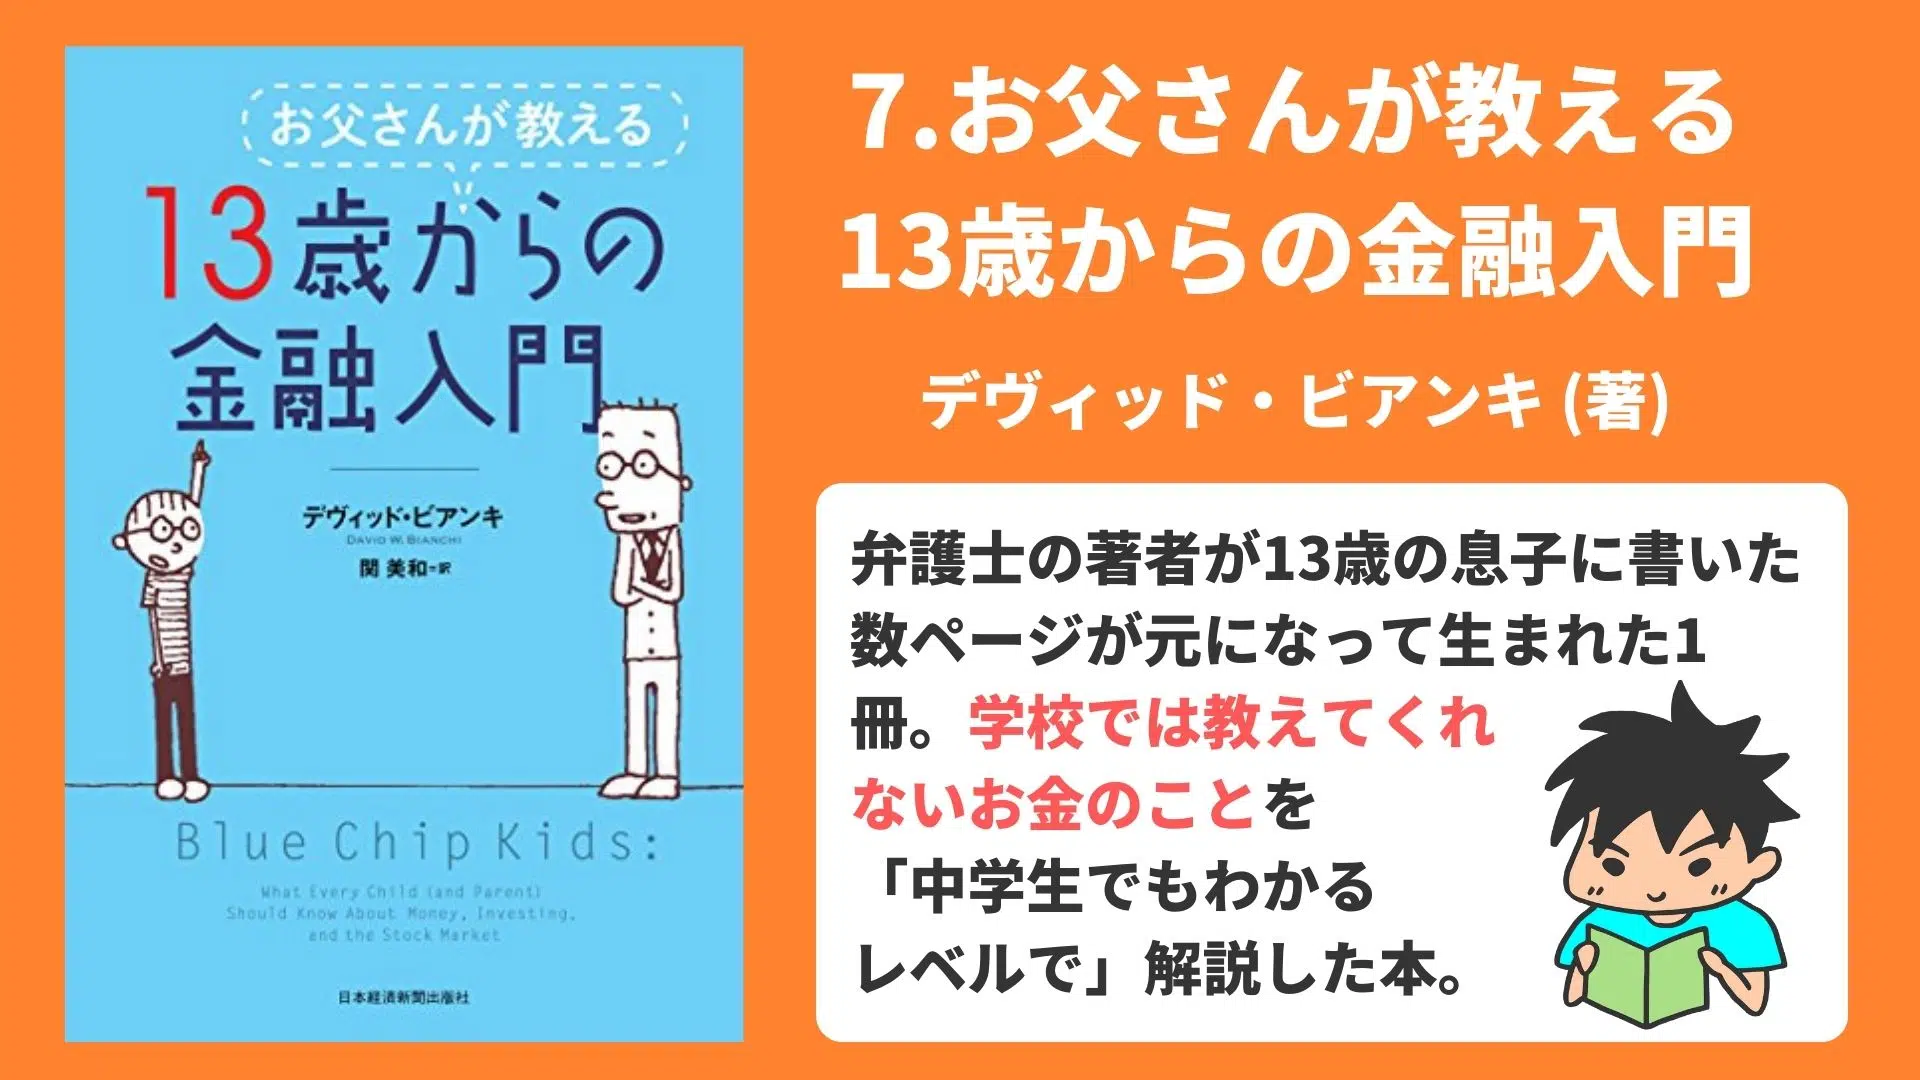 お父さんが教える
13歳からの
金融入門
デヴィッド・ビアンキ
DAVID W. BIANCHI
関 美和=訳
Blue Chip Kids:
What Every Child (and Parent)
Should Know About Money, Investing,
and the Stock Market
日本経済新聞出版社
7.お父さんが教える
13歳からの金融入門
デヴィッド・ビアンキ (著)
弁護士の著者が13歳の息子に書いた
数ページが元になって生まれた1
冊。学校では教えてくれ
ないお金のことを
「中学生でもわかる
レベルで」解説した本。